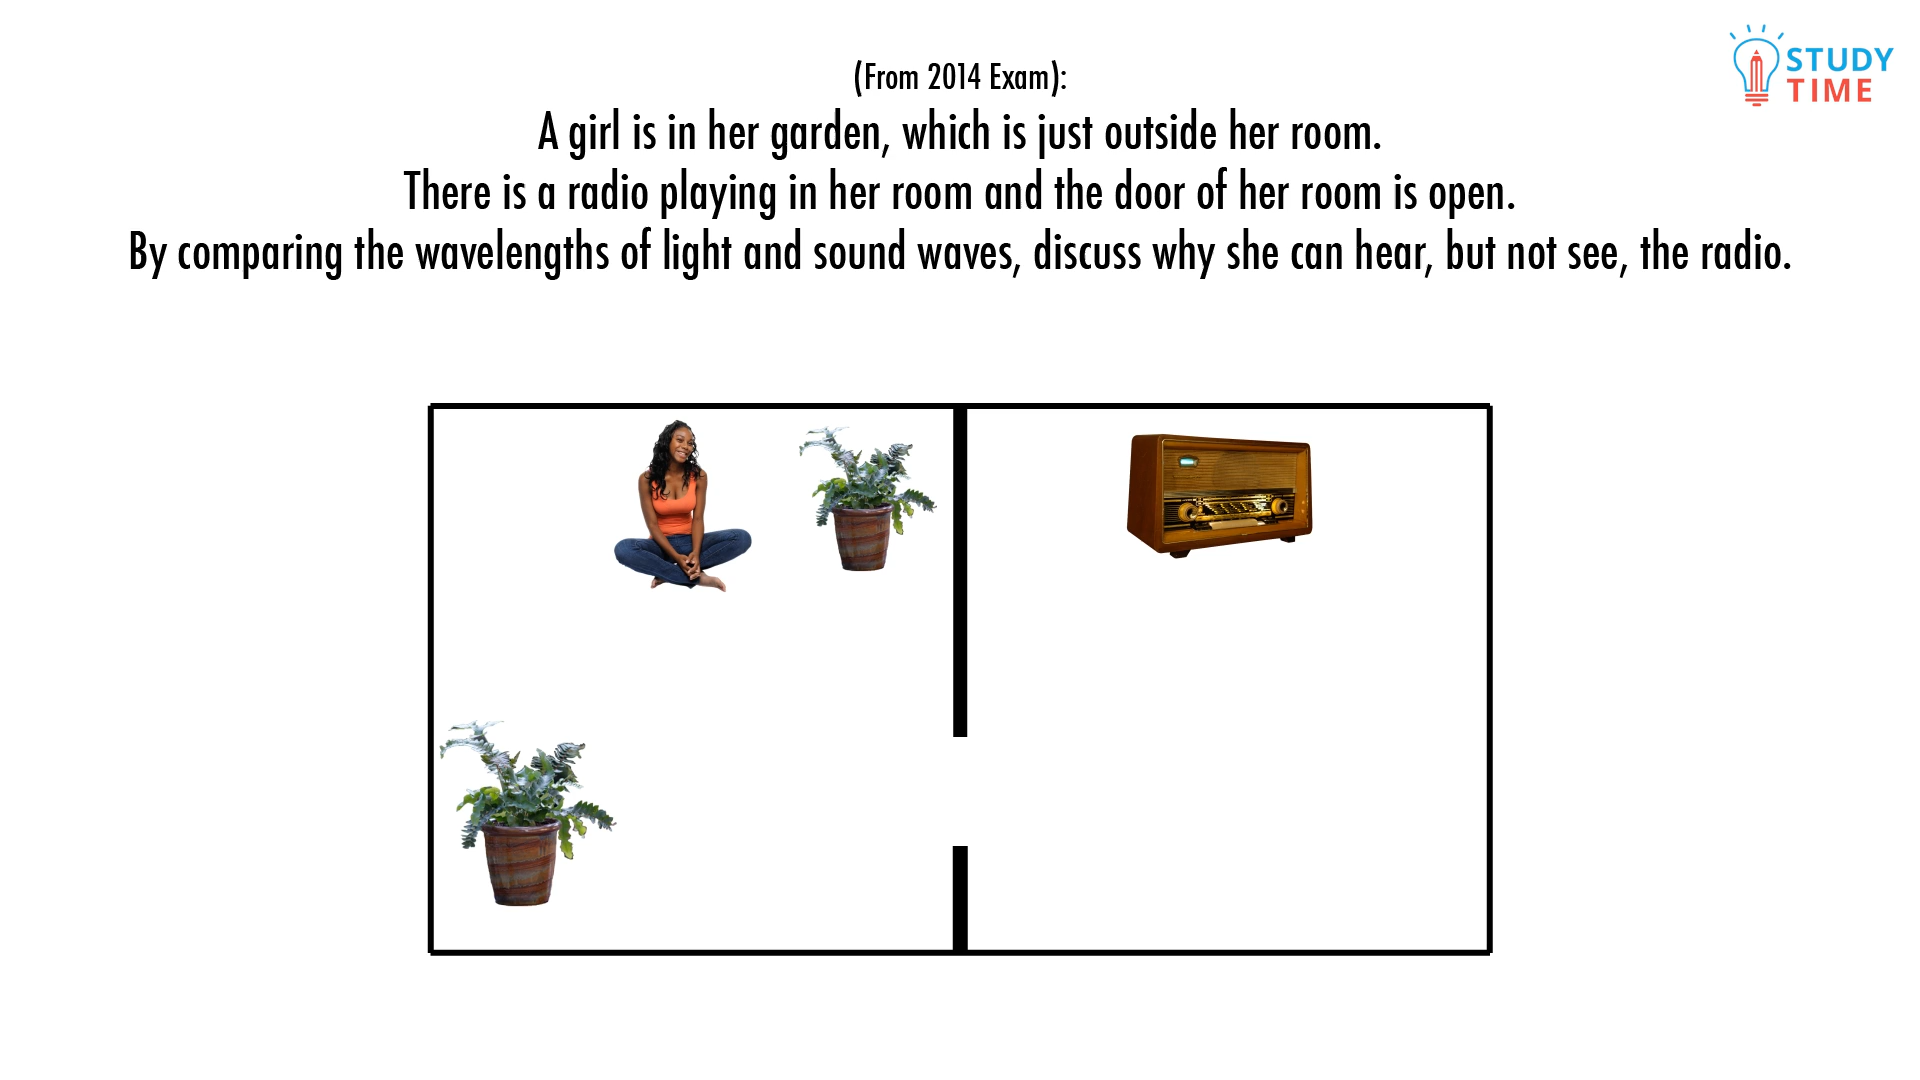 STUDY
TIME
(From 2014 Exam):
A girl is in her garden, which is just outside her room.
There is a radio playing in her room and the door of her room is open.
By comparing the wavelengths of light and sound waves, discuss why she can hear, but not see, the radio.